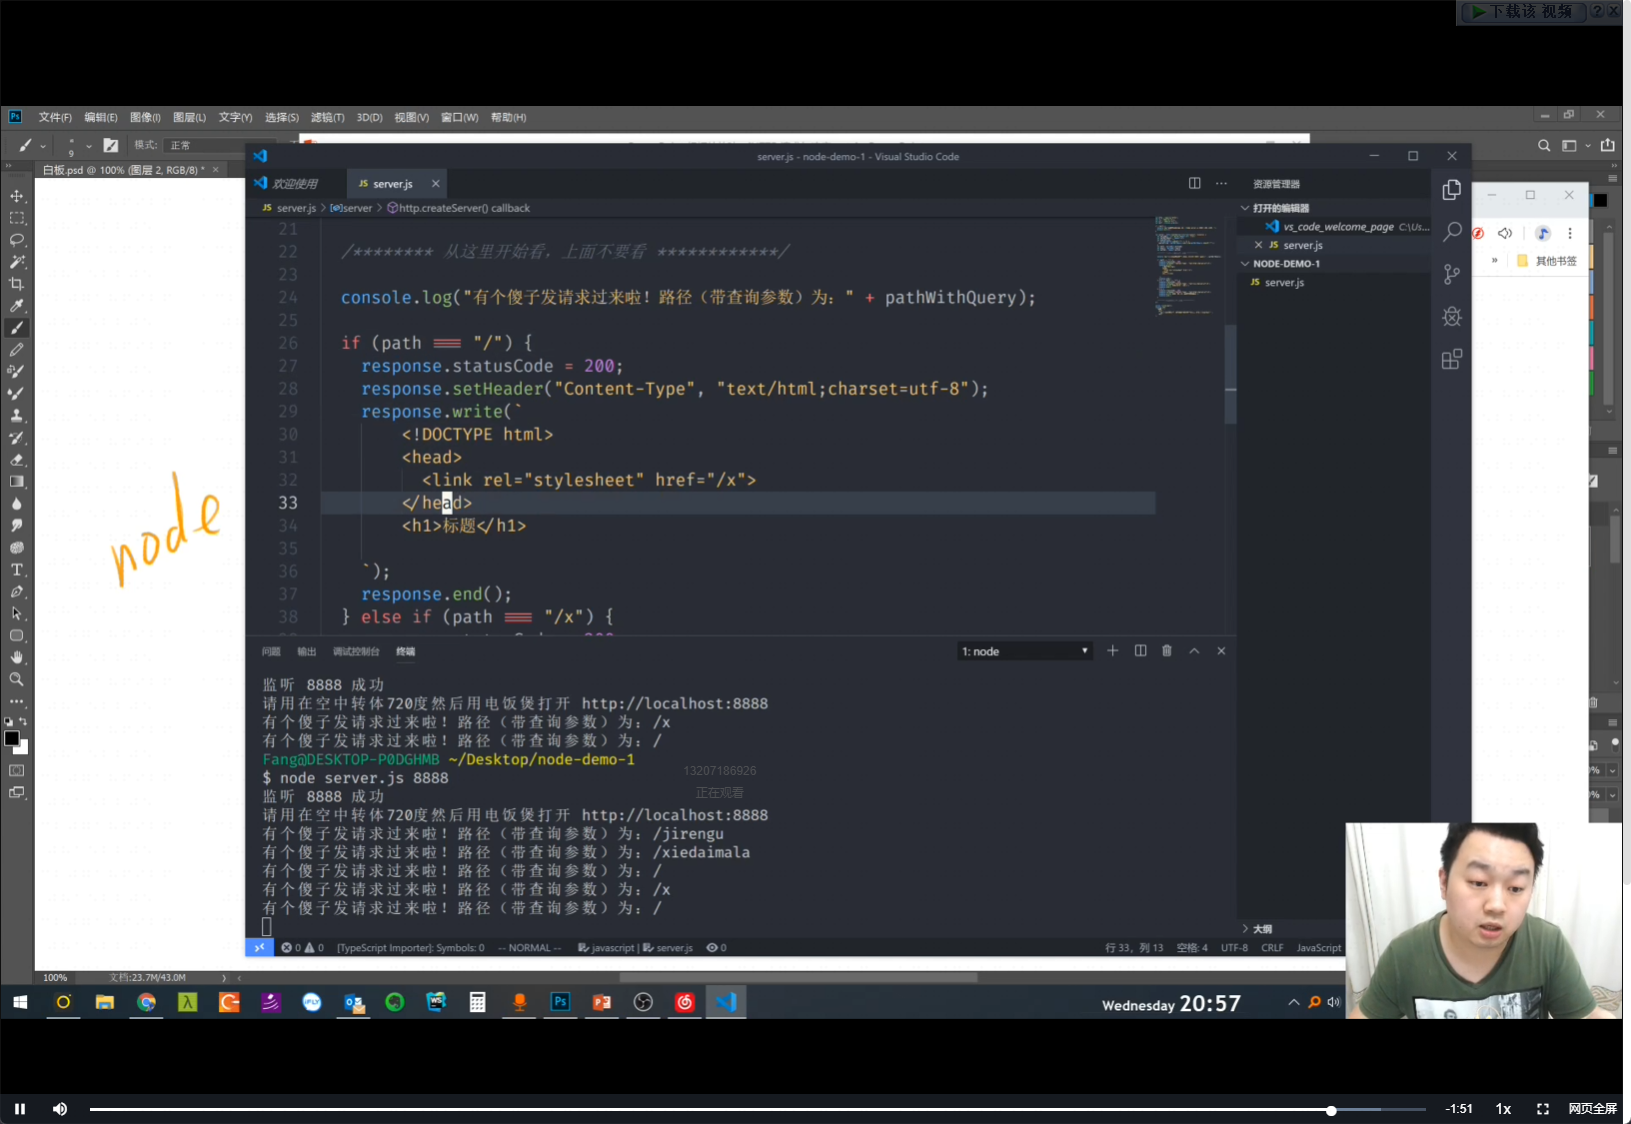 下载该 视频
文件(F) 编辑(E) 图像(I) 图层(L) 文字(Y) 选择(S) 滤镜(T) 3D(D) 视图(V) 窗口(W) 帮助(H)
9 模式: 正常
白板.psd @ 100% (图层 2, RGB/8) *
server.js - node-demo-1 - Visual Studio Code
欢迎使用 JS server.js
JS server.js > server > http.createServer() callback
21
22 /******** 从这里开始看，上面不要看 ************/
23
24 console.log("有个傻子发请求过来啦！路径（带查询参数）为：" + pathWithQuery);
25
26 if (path === "/") {
27 response.statusCode = 200;
28 response.setHeader("Content-Type", "text/html;charset=utf-8");
29 response.write(`
30 <!DOCTYPE html>
31 <head>
32 <link rel="stylesheet" href="/x">
33 </head>
34 <h1>标题</h1>
35
36 `);
37 response.end();
38 } else if (path === "/x") {
资源管理器
打开的编辑器
vs_code_welcome_page C:\Us...
JS server.js
NODE-DEMO-1
JS server.js
大纲
» 其他书签
node
问题 输出 调试控制台 终端 1: node
监听 8888 成功
请用在空中转体720度然后用电饭煲打开 http://localhost:8888
有个傻子发请求过来啦！路径（带查询参数）为：/x
有个傻子发请求过来啦！路径（带查询参数）为：/
Fang@DESKTOP-P0DGHMB ~/Desktop/node-demo-1
$ node server.js 8888
监听 8888 成功
请用在空中转体720度然后用电饭煲打开 http://localhost:8888
有个傻子发请求过来啦！路径（带查询参数）为：/jirengu
有个傻子发请求过来啦！路径（带查询参数）为：/xiedaimala
有个傻子发请求过来啦！路径（带查询参数）为：/
有个傻子发请求过来啦！路径（带查询参数）为：/x
有个傻子发请求过来啦！路径（带查询参数）为：/
13207186926
正在观看
0 0 [TypeScript Importer]: Symbols: 0 -- NORMAL -- javascript | server.js 0 行 33，列 13 空格: 4 UTF-8 CRLF JavaScript
100% 文档:23.7M/43.0M
Wednesday 20:57
-1:51 1x 网页全屏